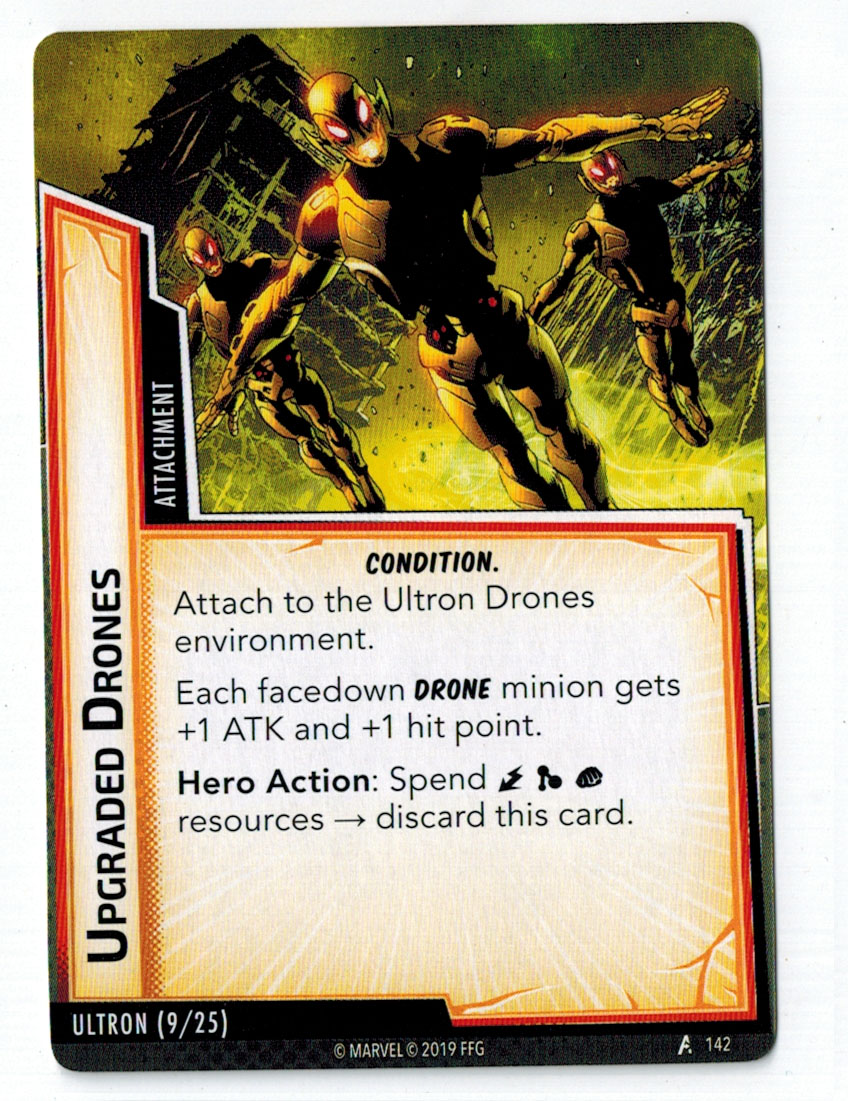 ATTACHMENT
UPGRADED DRONES
CONDITION.
Attach to the Ultron Drones
environment.
Each facedown DRONE minion gets
+1 ATK and +1 hit point.
Hero Action: Spend
resources → discard this card.
ULTRON (9/25)
© MARVEL © 2019 FFG
142